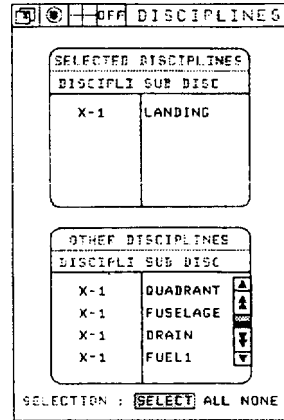 OFF DISCIPLINES
SELECTED DISCIPLINES
DISCIPLI SUB DISC
X-1 LANDING
OTHER DISCIPLINES
DISCIPLI SUB DISC
X-1 QUADRANT
X-1 FUSELAGE
X-1 DRAIN
X-1 FUEL1
SELECTION : SELECT ALL NONE